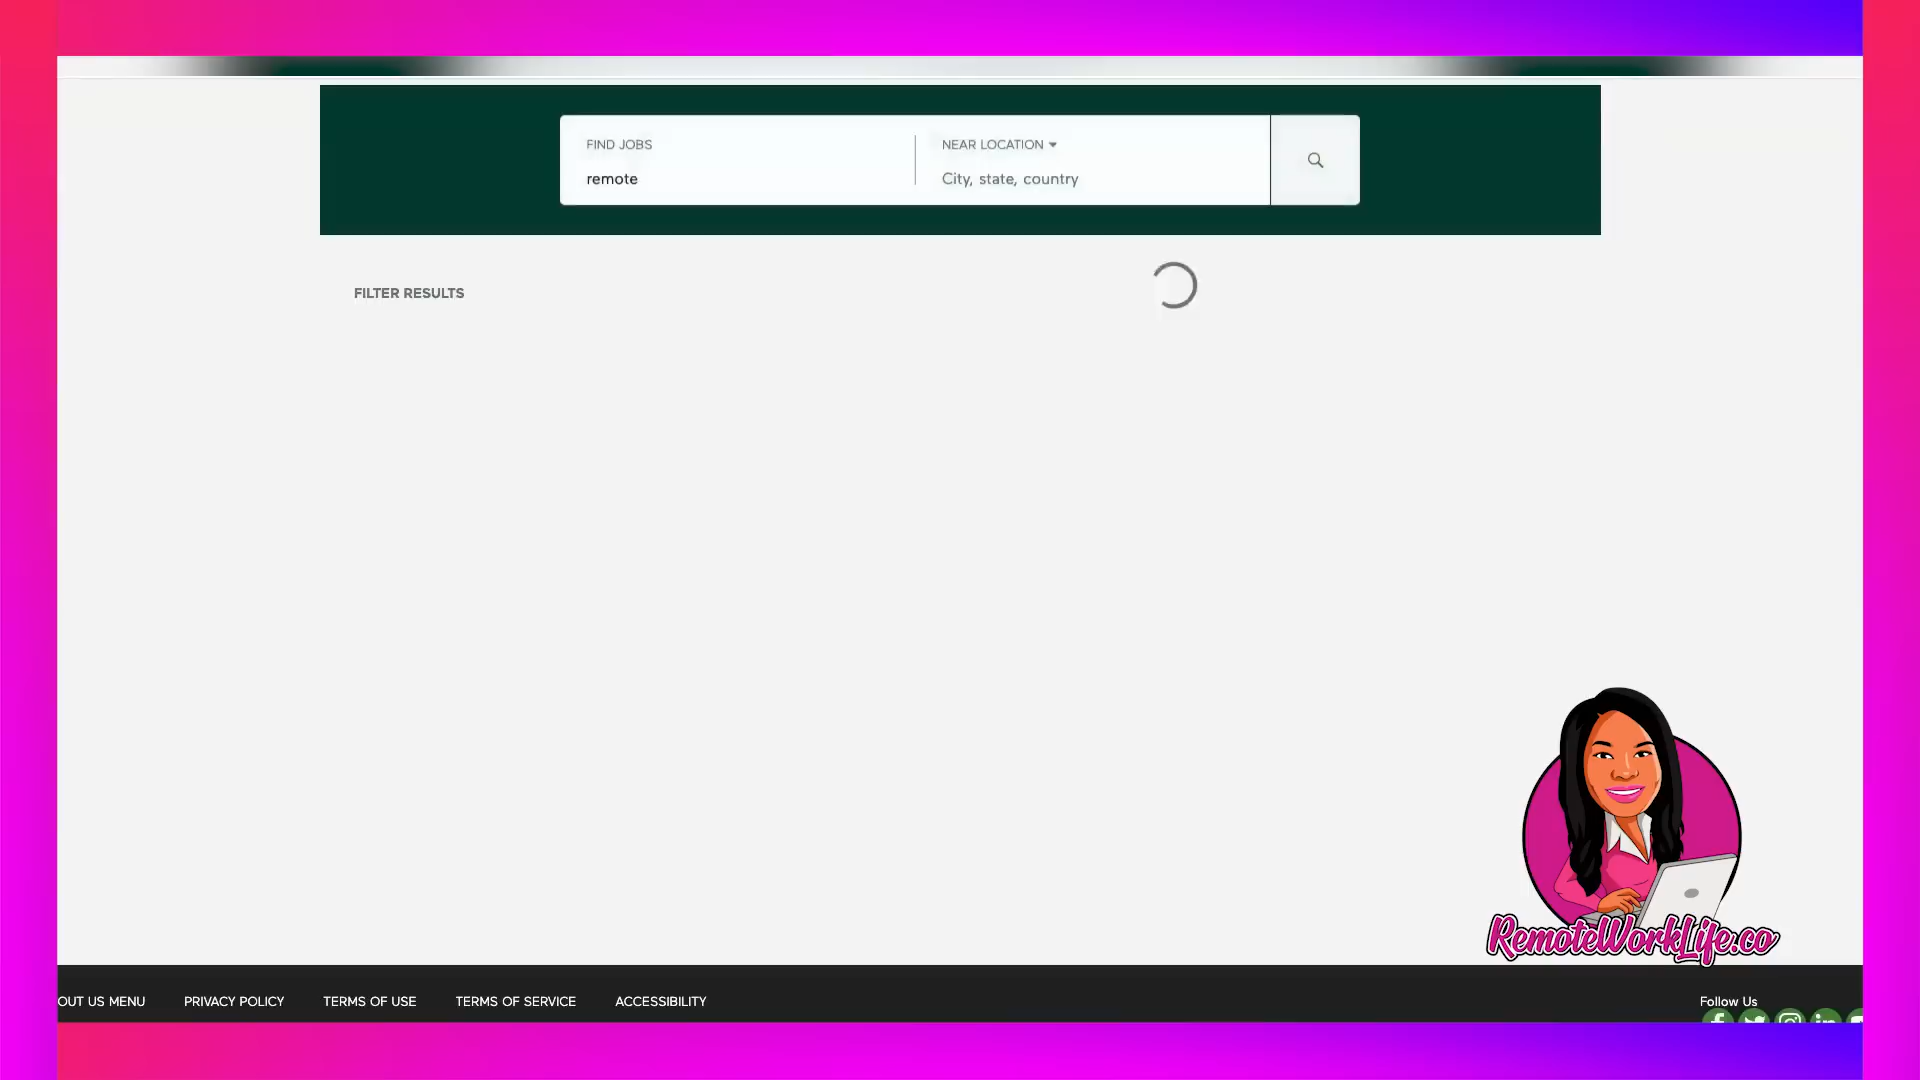 FIND JOBS
remote
NEAR LOCATION
City, state, country
FILTER RESULTS
RemoteWorkLife.co
OUT US MENU
PRIVACY POLICY
TERMS OF USE
TERMS OF SERVICE
ACCESSIBILITY
Follow Us